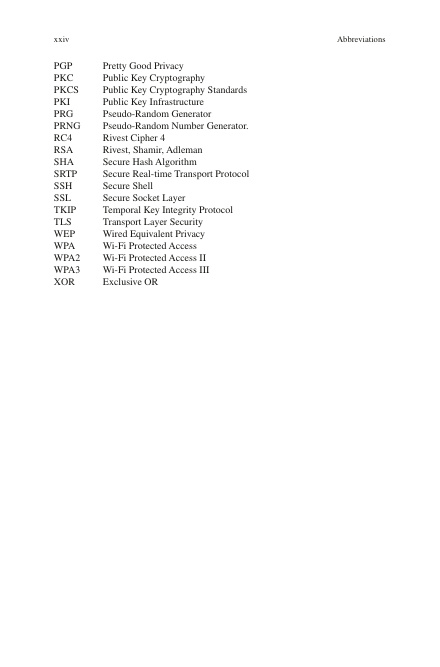 xxiv Abbreviations
PGP Pretty Good Privacy
PKC Public Key Cryptography
PKCS Public Key Cryptography Standards
PKI Public Key Infrastructure
PRG Pseudo-Random Generator
PRNG Pseudo-Random Number Generator.
RC4 Rivest Cipher 4
RSA Rivest, Shamir, Adleman
SHA Secure Hash Algorithm
SRTP Secure Real-time Transport Protocol
SSH Secure Shell
SSL Secure Socket Layer
TKIP Temporal Key Integrity Protocol
TLS Transport Layer Security
WEP Wired Equivalent Privacy
WPA Wi-Fi Protected Access
WPA2 Wi-Fi Protected Access II
WPA3 Wi-Fi Protected Access III
XOR Exclusive OR